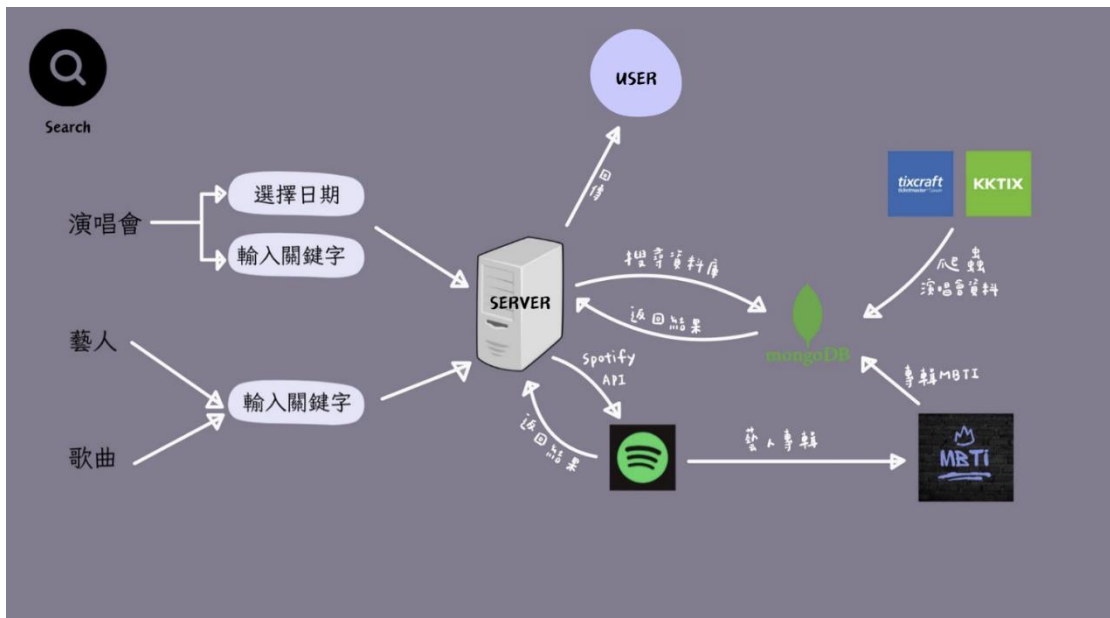 Search
USER
回傳
tixcraft
KKTIX
演唱會
選擇日期
輸入關鍵字
SERVER
搜尋資料庫
返回結果
爬蟲
演唱會資料
mongoDB
藝人
輸入關鍵字
歌曲
Spotify
API
返回結果
藝人專輯
專輯MBTI
MBTI